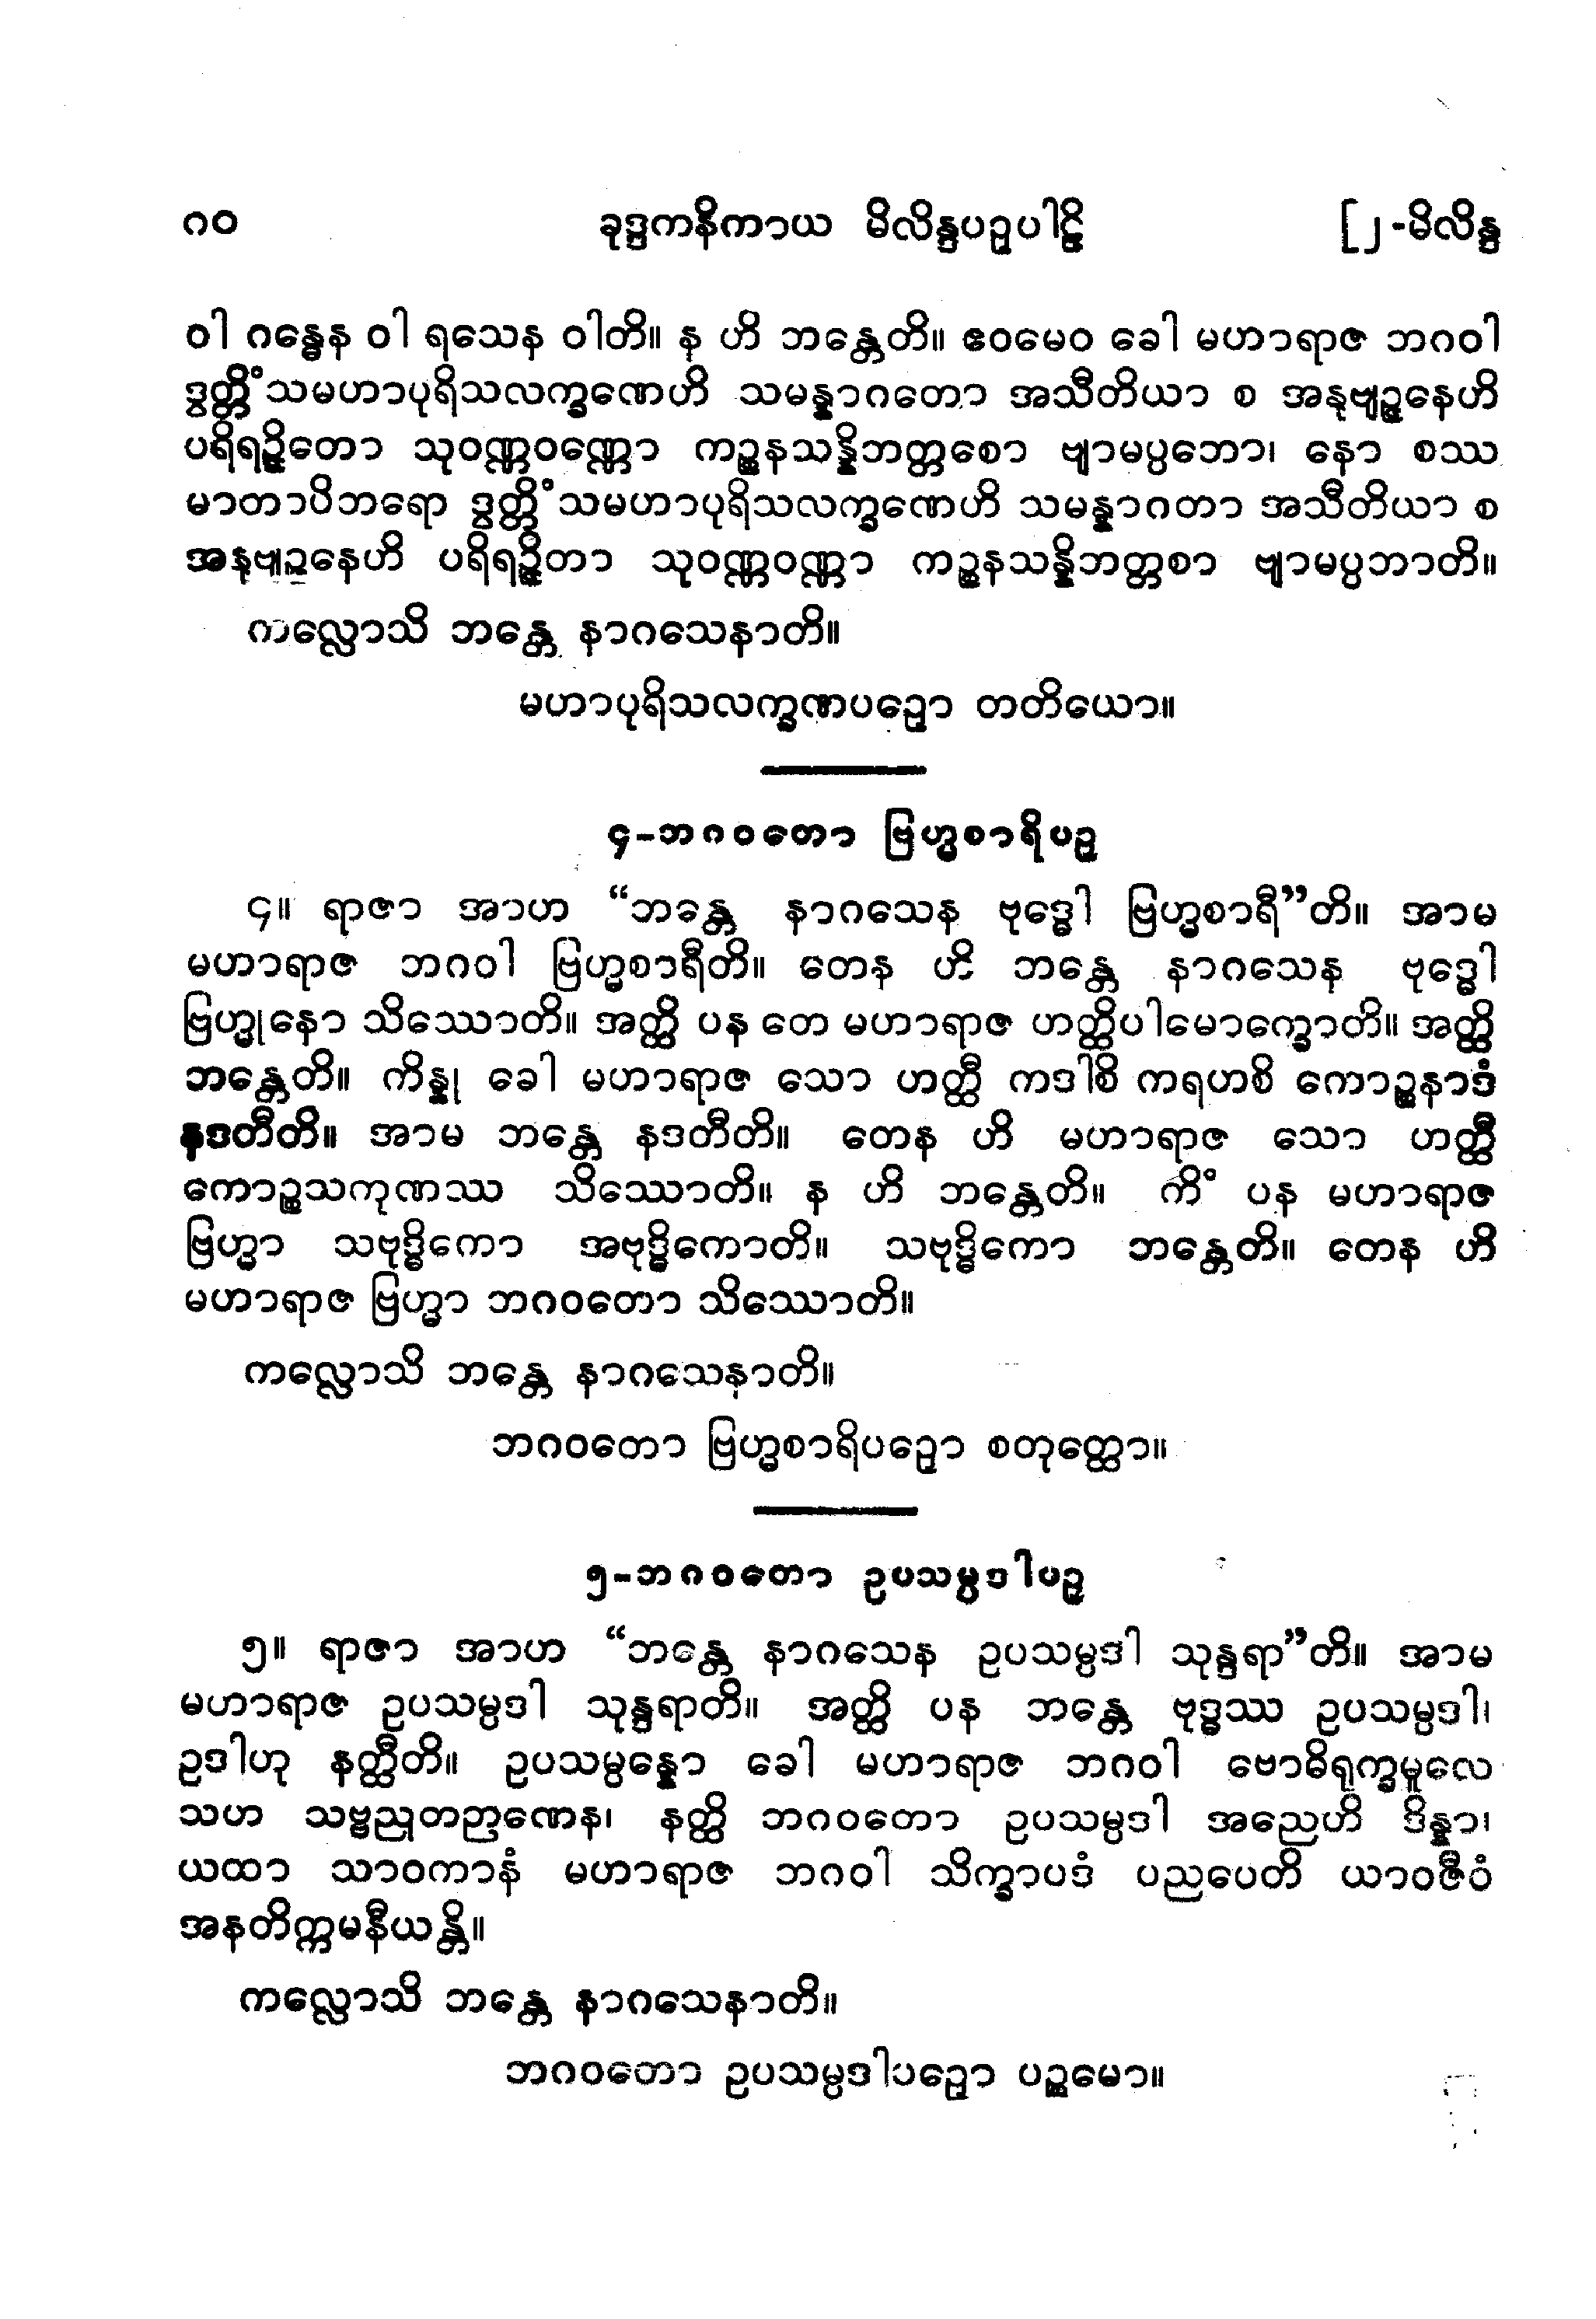 ၈၀ ခုဒ္ဒကနိကာယ မိလိန္ဒပဉှပါဠိ [၂-မိလိန္ဒ
ဝါ ဂန္ဓေန ဝါ ရသေန ဝါတိ။ န ဟိ ဘန္တေတိ။ ဧဝမေဝ ခေါ မဟာရာဇ ဘဂဝါ
ဒွတ္တိံသမဟာပုရိသလက္ခဏေဟိ သမန္နာဂတော အသီတိယာ စ အနုဗျဉ္ဇနေဟိ
ပရိရဉ္ဇိတော သုဝဏ္ဏဝဏ္ဏော ကဉ္စနသန္နိဘတ္တစော ဗျာမပ္ပဘော၊ နော စဿ
မာတာပိဘရော ဒွတ္တိံသမဟာပုရိသလက္ခဏေဟိ သမန္နာဂတာ အသီတိယာ စ
အနုဗျဉ္ဇနေဟိ ပရိရဉ္ဇိတာ သုဝဏ္ဏဝဏ္ဏာ ကဉ္စနသန္နိဘတ္တစာ ဗျာမပ္ပဘာတိ။
ကလ္လောသိ ဘန္တေ နာဂသေနာတိ။
မဟာပုရိသလက္ခဏပဉှော တတိယော။
၄-ဘဂဝတော ဗြဟ္မစာရိပဉှ
၄။ ရာဇာ အာဟ “ဘန္တေ နာဂသေန ဗုဒ္ဓေါ ဗြဟ္မစာရီ”တိ။ အာမ
မဟာရာဇ ဘဂဝါ ဗြဟ္မစာရီတိ။ တေန ဟိ ဘန္တေ နာဂသေန ဗုဒ္ဓေါ
ဗြဟ္မုနော သိဿောတိ။ အတ္ထိ ပန တေ မဟာရာဇ ဟတ္ထိပါမောက္ခောတိ။ အတ္ထိ
ဘန္တေတိ။ ကိန္နု ခေါ မဟာရာဇ သော ဟတ္ထီ ကဒါစိ ကရဟစိ ကောဉ္စနာဒံ
နဒတီတိ။ အာမ ဘန္တေ နဒတီတိ။ တေန ဟိ မဟာရာဇ သော ဟတ္ထီ
ကောဉ္စသကုဏဿ သိဿောတိ။ န ဟိ ဘန္တေတိ။ ကိံ ပန မဟာရာဇ
ဗြဟ္မာ သဗုဒ္ဓိကော အဗုဒ္ဓိကောတိ။ သဗုဒ္ဓိကော ဘန္တေတိ။ တေန ဟိ
မဟာရာဇ ဗြဟ္မာ ဘဂဝတော သိဿောတိ။
ကလ္လောသိ ဘန္တေ နာဂသေနာတိ။
ဘဂဝတော ဗြဟ္မစာရိပဉှော စတုတ္ထော။
၅-ဘဂဝတော ဥပသမ္ပဒါပဉှ
၅။ ရာဇာ အာဟ “ဘန္တေ နာဂသေန ဥပသမ္ပဒါ သုန္ဒရာ”တိ။ အာမ
မဟာရာဇ ဥပသမ္ပဒါ သုန္ဒရာတိ။ အတ္ထိ ပန ဘန္တေ ဗုဒ္ဓဿ ဥပသမ္ပဒါ၊
ဥဒါဟု နတ္ထီတိ။ ဥပသမ္ပန္နော ခေါ မဟာရာဇ ဘဂဝါ ဗောဓိရုက္ခမူလေ
သဟ သဗ္ဗညုတဉာဏေန၊ နတ္ထိ ဘဂဝတော ဥပသမ္ပဒါ အညေဟိ ဒိန္နာ၊
ယထာ သာဝကာနံ မဟာရာဇ ဘဂဝါ သိက္ခာပဒံ ပညပေတိ ယာဝဇီဝံ
အနတိက္ကမနီယန္တိ။
ကလ္လောသိ ဘန္တေ နာဂသေနာတိ။
ဘဂဝတော ဥပသမ္ပဒါပဉှော ပဉ္စမော။